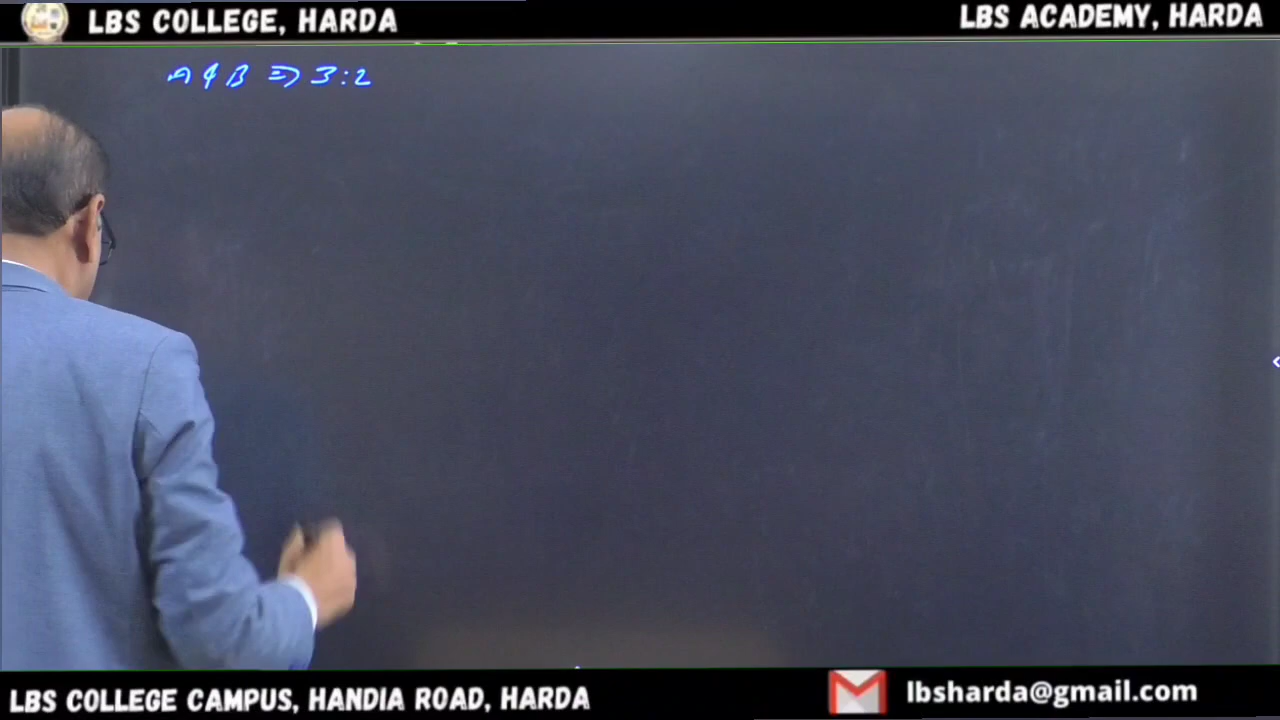 LBS COLLEGE, HARDA
LBS ACADEMY, HARDA
A & B ⇒ 3:2
LBS COLLEGE CAMPUS, HANDIA ROAD, HARDA
lbsharda@gmail.com